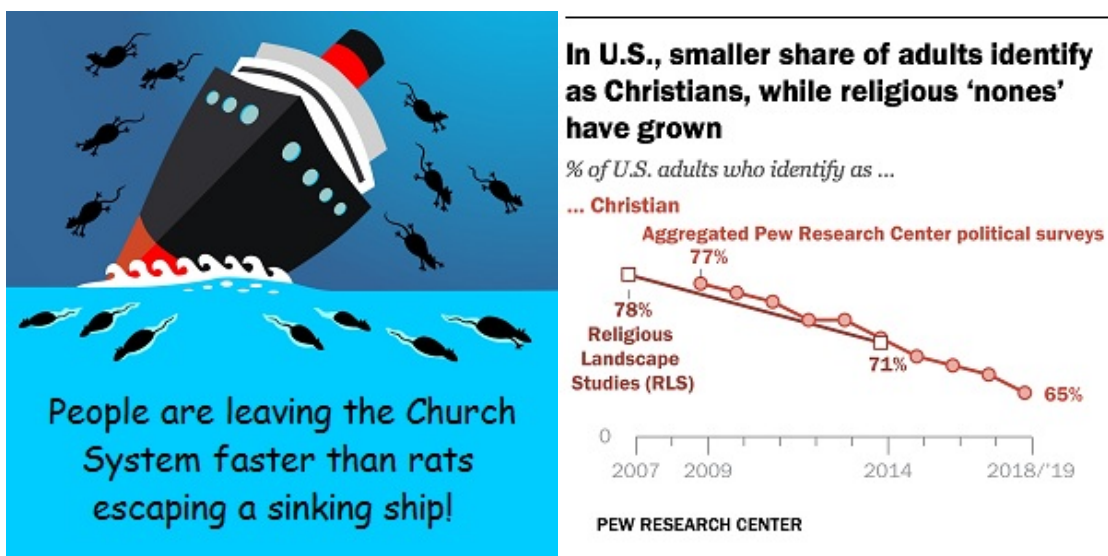 People are leaving the Church
System faster than rats
escaping a sinking ship!
In U.S., smaller share of adults identify
as Christians, while religious ‘nones’
have grown
% of U.S. adults who identify as ...
... Christian
Aggregated Pew Research Center political surveys
77%
78%
Religious
Landscape
Studies (RLS)
71%
65%
0
2007 2009 2014 2018/'19
PEW RESEARCH CENTER